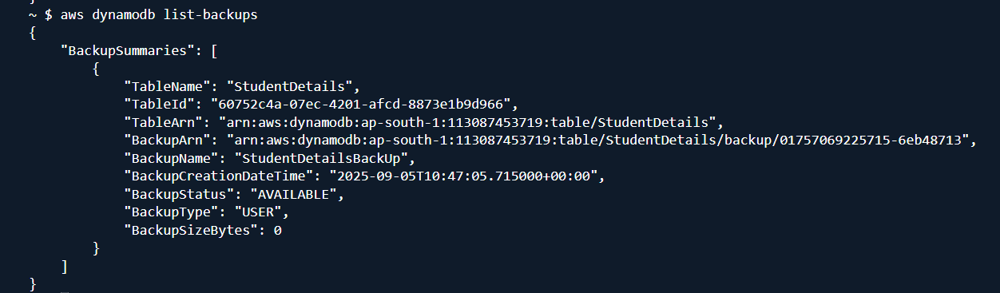 }
~ $ aws dynamodb list-backups
{
    "BackupSummaries": [
        {
            "TableName": "StudentDetails",
            "TableId": "60752c4a-07ec-4201-afcd-8873e1b9d966",
            "TableArn": "arn:aws:dynamodb:ap-south-1:113087453719:table/StudentDetails",
            "BackupArn": "arn:aws:dynamodb:ap-south-1:113087453719:table/StudentDetails/backup/01757069225715-6eb48713",
            "BackupName": "StudentDetailsBackUp",
            "BackupCreationDateTime": "2025-09-05T10:47:05.715000+00:00",
            "BackupStatus": "AVAILABLE",
            "BackupType": "USER",
            "BackupSizeBytes": 0
        }
    ]
}